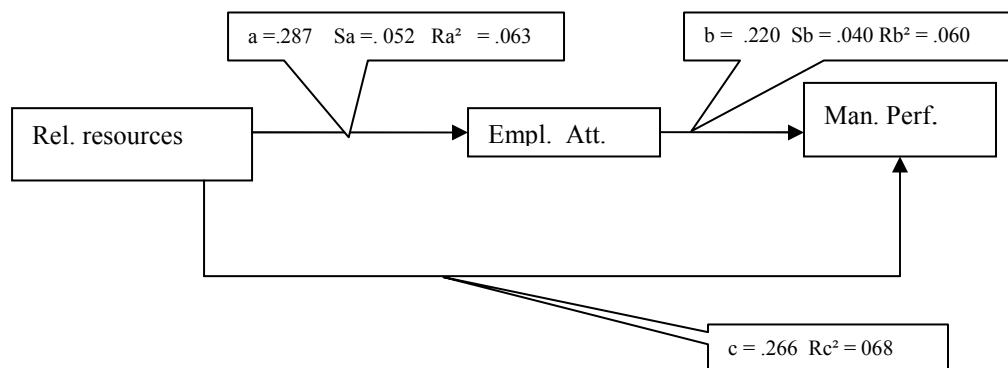 a =.287 Sa =. 052 Ra² = .063
b = .220 Sb = .040 Rb² = .060
Rel. resources
Empl. Att.
Man. Perf.
c = .266 Rc² = 068